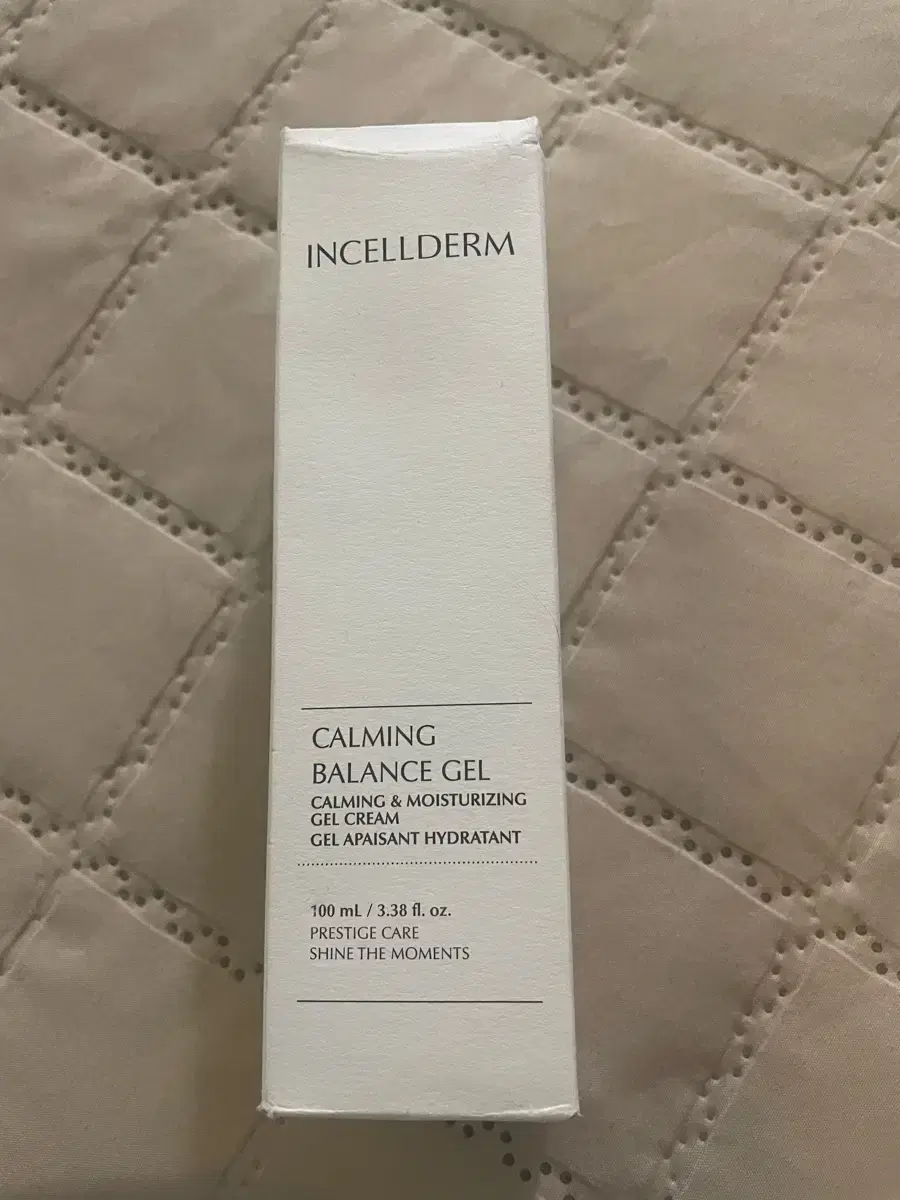 INCELLDERM
CALMING
BALANCE GEL
CALMING & MOISTURIZING
GEL CREAM
GEL APAISANT HYDRATANT
100 mL / 3.38 fl. oz.
PRESTIGE CARE
SHINE THE MOMENTS